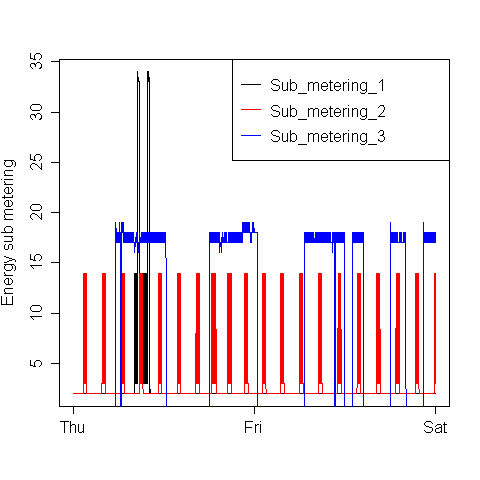 Sub_metering_1
Sub_metering_2
Sub_metering_3
Energy sub metering
35
30
25
20
15
10
5
Thu Fri Sat